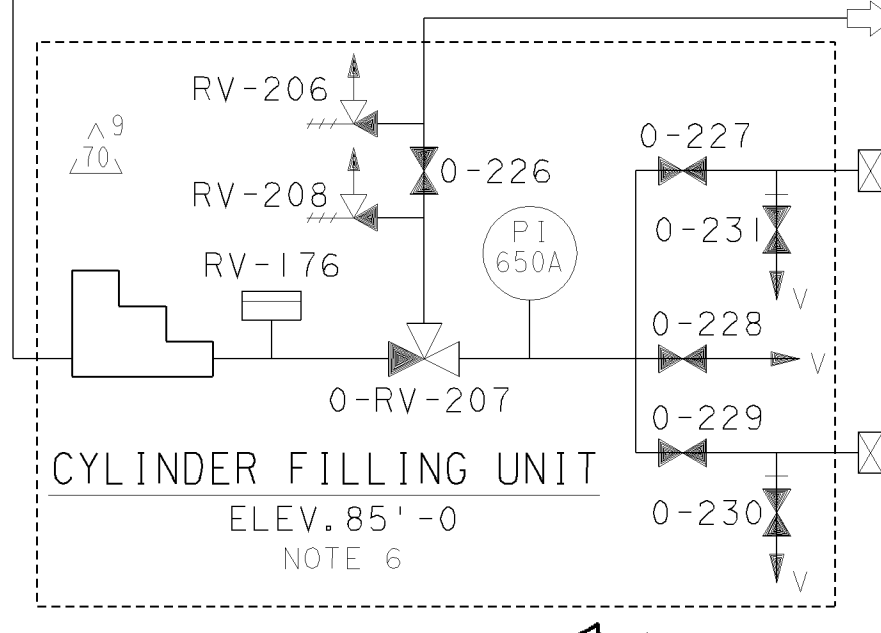 RV-206
9
70
RV-208
0-226
0-227
0-231
V
PI
650A
RV-176
0-228
V
0-RV-207
0-229
CYLINDER FILLING UNIT
ELEV.85'-0
NOTE 6
0-230
V